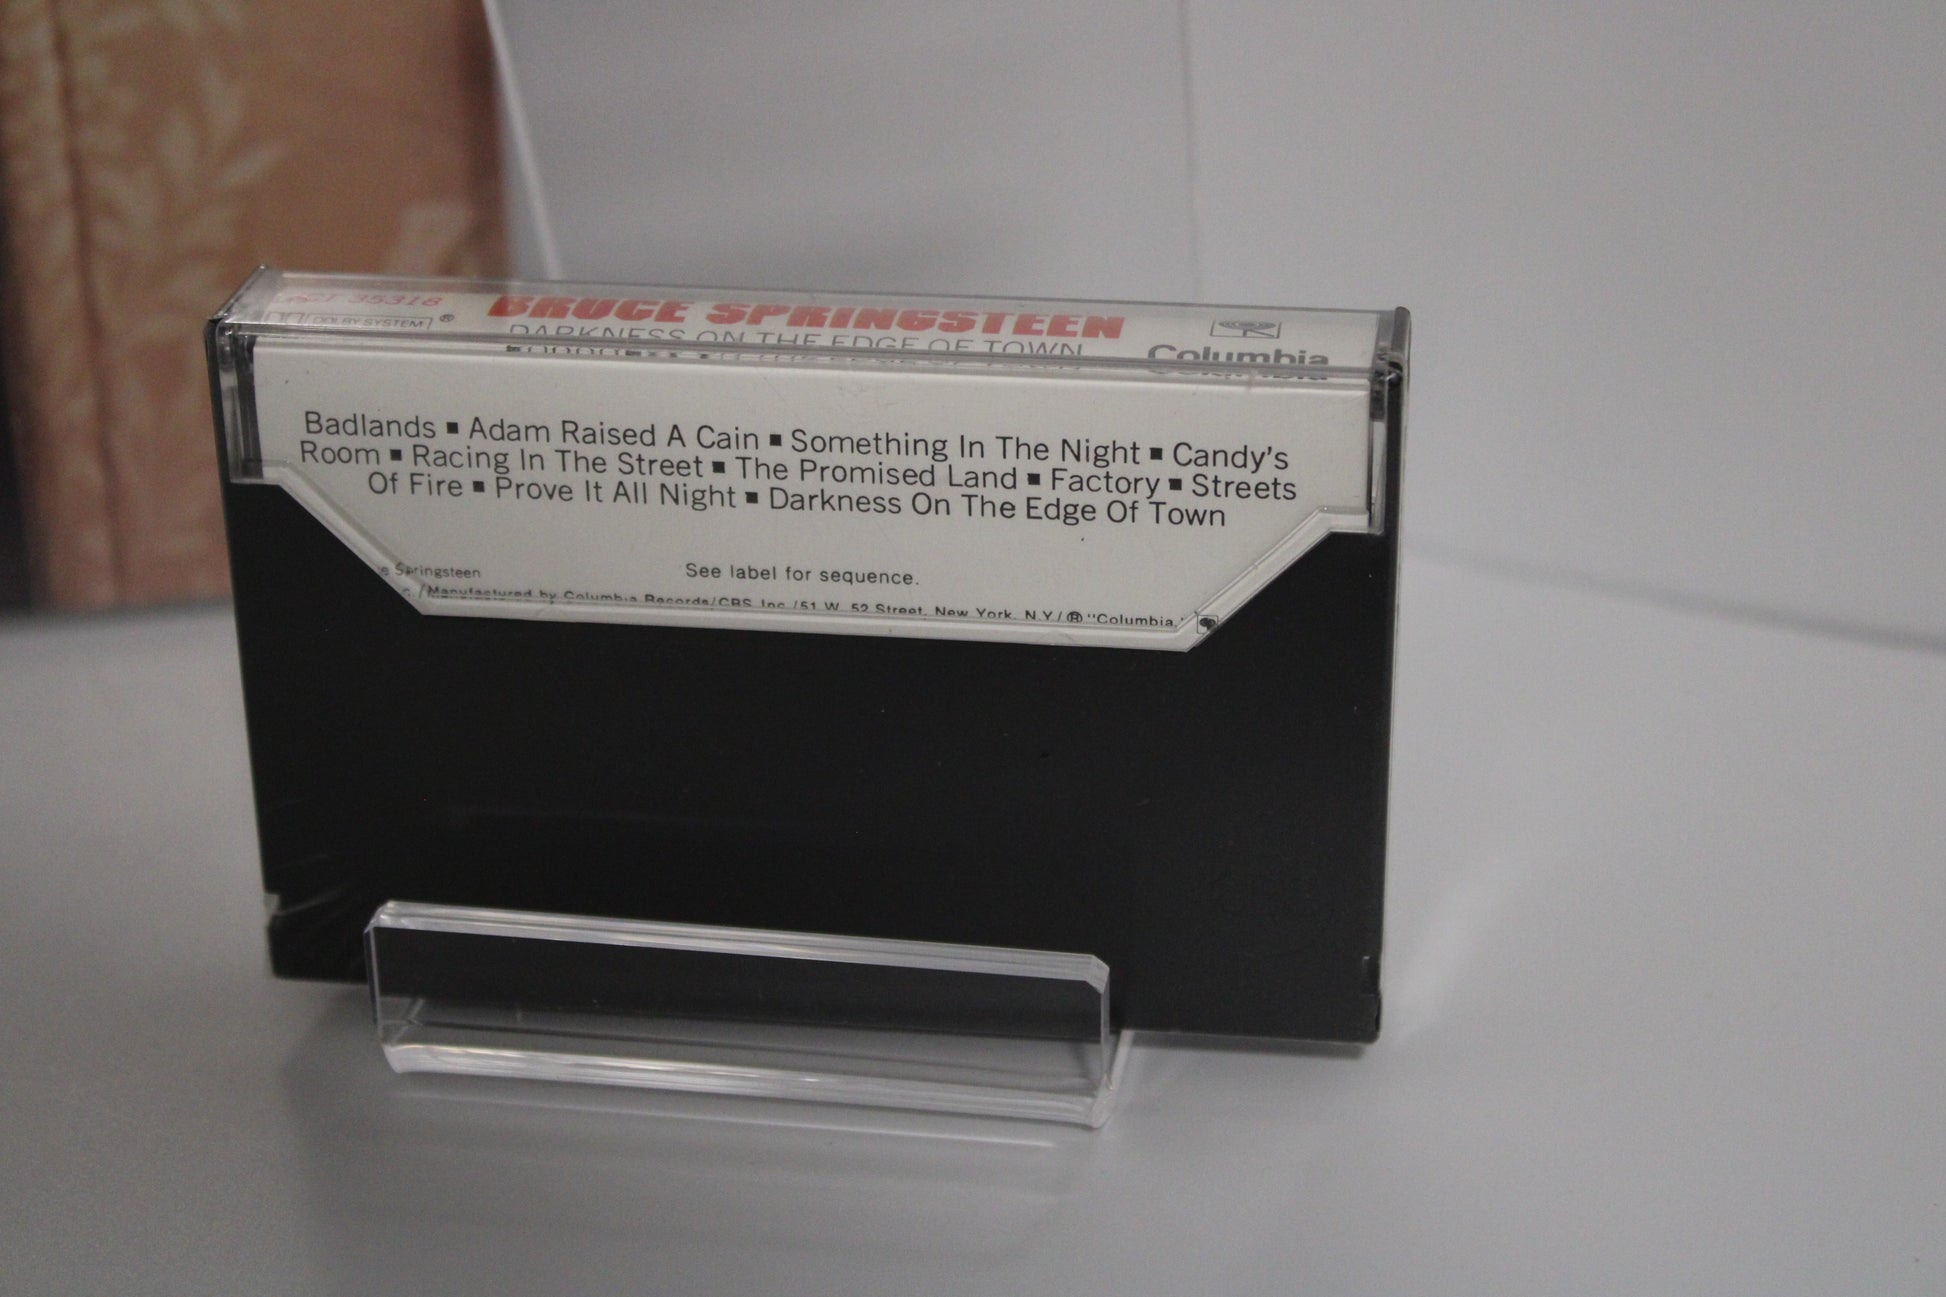 35318
DOLBY SYSTEM ®
BRUCE SPRINGSTEEN
DARKNESS ON THE EDGE OF TOWN
Columbia
Badlands ▪ Adam Raised A Cain ▪ Something In The Night ▪ Candy's
Room ▪ Racing In The Street ▪ The Promised Land ▪ Factory ▪ Streets
Of Fire ▪ Prove It All Night ▪ Darkness On The Edge Of Town
Springsteen
See label for sequence.
/Manufactured by Columbia Records/CBS Inc./51 W. 52 Street, New York, N.Y./® "Columbia,"